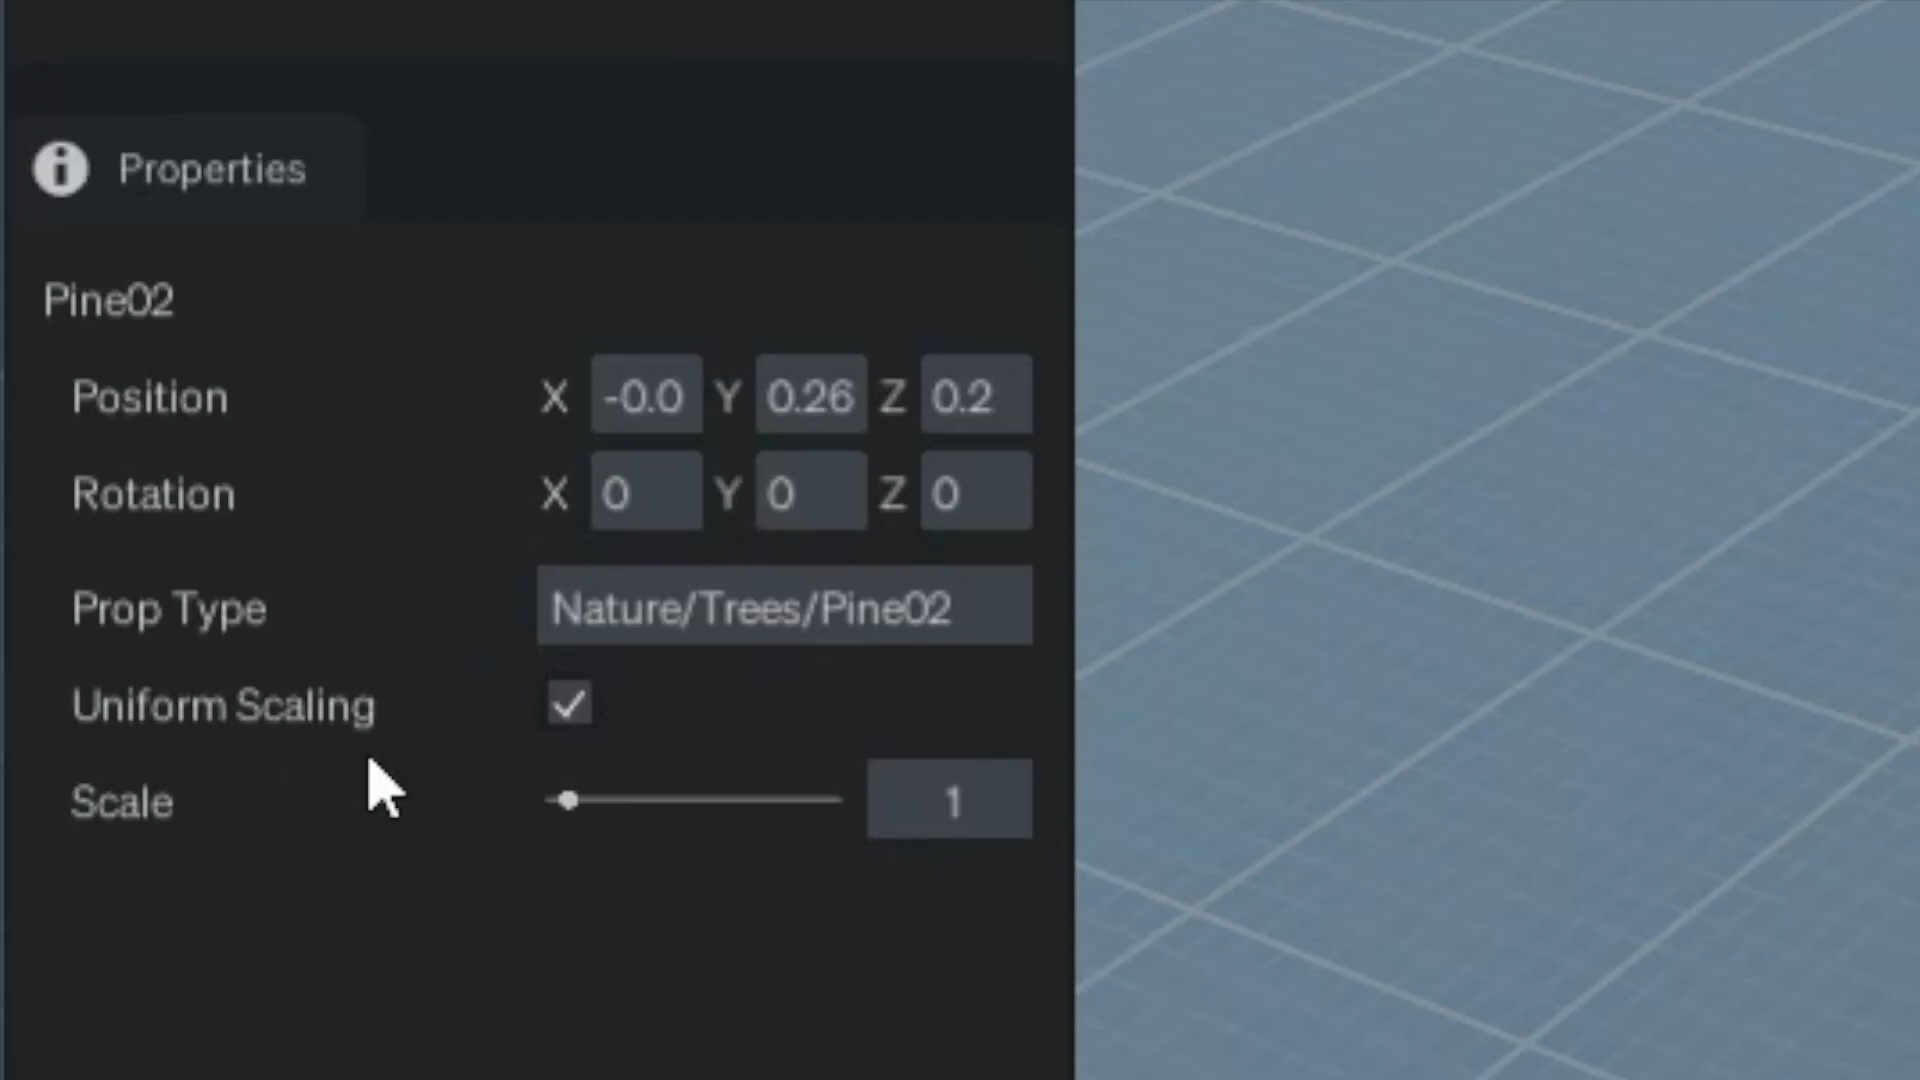 Properties
Pine02
Position X -0.0 Y 0.26 Z 0.2
Rotation X 0 Y 0 Z 0
Prop Type Nature/Trees/Pine02
Uniform Scaling
Scale 1